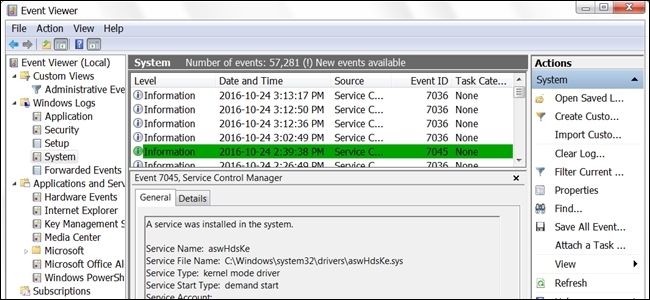 Event Viewer
File Action View Help
Event Viewer (Local)
Custom Views
Administrative Eve
Windows Logs
Application
Security
Setup
System
Forwarded Events
Applications and Serv
Hardware Events
Internet Explorer
Key Management S
Media Center
Microsoft
Microsoft Office Al
Windows PowerSh
Subscriptions
System Number of events: 57,281 (!) New events available
Level Date and Time Source Event ID Task Cate...
Information 2016-10-24 3:13:17 PM Service C... 7036 None
Information 2016-10-24 3:12:50 PM Service C... 7036 None
Information 2016-10-24 3:12:36 PM Service C... 7036 None
Information 2016-10-24 3:02:49 PM Service C... 7036 None
Information 2016-10-24 2:39:38 PM Service C... 7045 None
Information 2016-10-24 2:26:49 PM Service C... 7036 None
Event 7045, Service Control Manager
General Details
A service was installed in the system.
Service Name: aswHdsKe
Service File Name: C:\Windows\system32\drivers\aswHdsKe.sys
Service Type: kernel mode driver
Service Start Type: demand start
Service Account:
Actions
System
Open Saved L...
Create Custo...
Import Custo...
Clear Log...
Filter Current ...
Properties
Find...
Save All Event...
Attach a Task ...
View
Refresh
Help